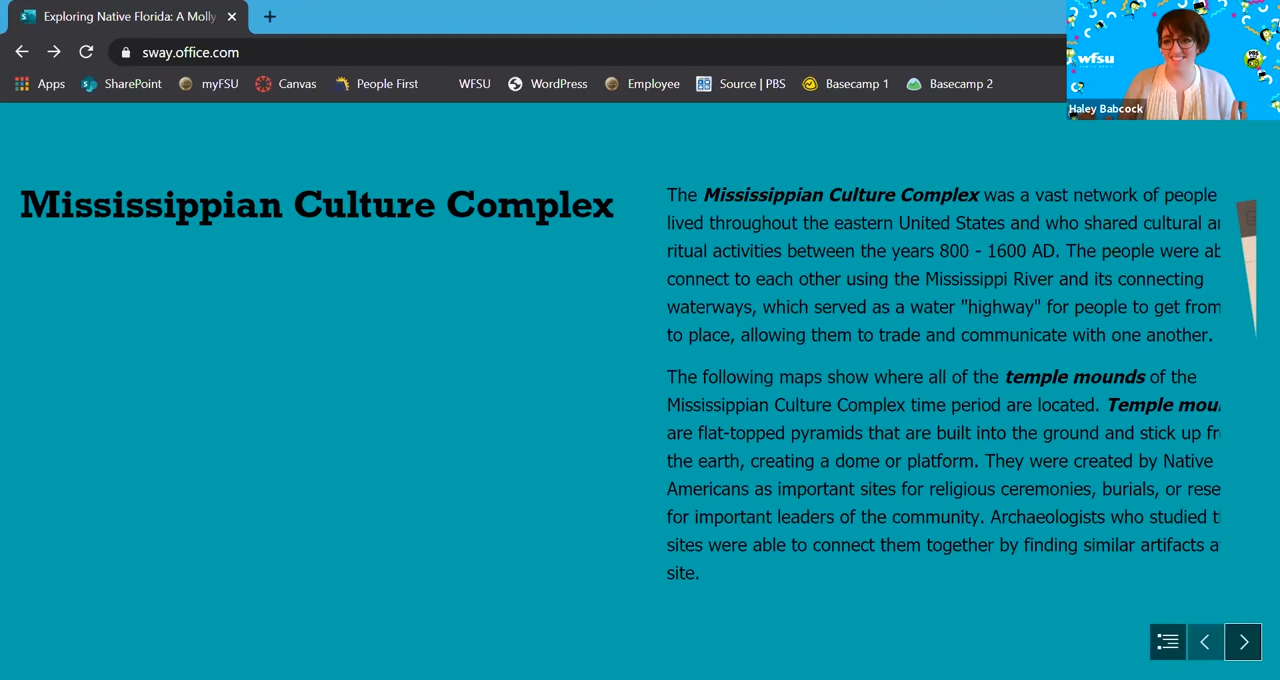 Exploring Native Florida: A Molly
sway.office.com
Apps SharePoint myFSU Canvas People First WFSU WordPress Employee Source | PBS Basecamp 1 Basecamp 2
wfsu
PBS
Haley Babcock
Mississippian Culture Complex
The Mississippian Culture Complex was a vast network of people
lived throughout the eastern United States and who shared cultural
ritual activities between the years 800 - 1600 AD. The people were
connect to each other using the Mississippi River and its connecting
waterways, which served as a water "highway" for people to get from
to place, allowing them to trade and communicate with one another.
The following maps show where all of the temple mounds of the
Mississippian Culture Complex time period are located. Temple
are flat-topped pyramids that are built into the ground and stick up
the earth, creating a dome or platform. They were created by Native
Americans as important sites for religious ceremonies, burials, or
for important leaders of the community. Archaeologists who studied
sites were able to connect them together by finding similar artifacts
site.